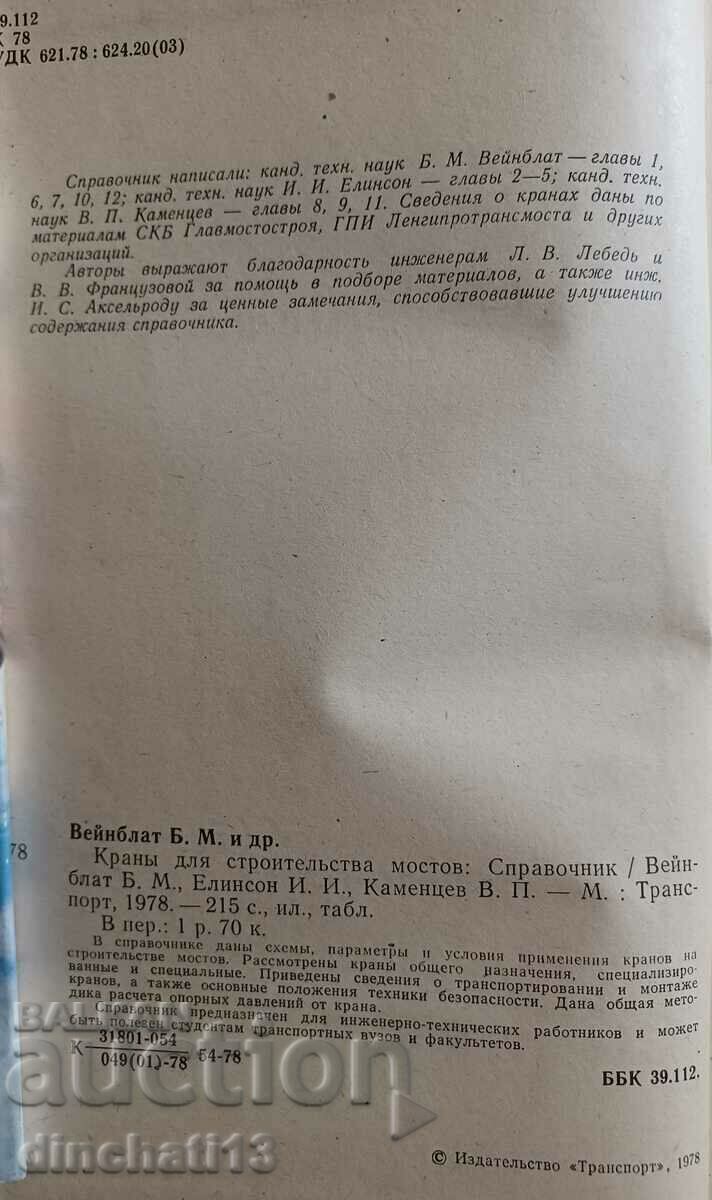 39.112
К 78
УДК 621.78 : 624.20(03)
Справочник написали: канд. техн. наук Б. М. Вейнблат — главы 1,
6, 7, 10, 12; канд. техн. наук И. И. Елинсон — главы 2—5; канд. техн.
наук В. П. Каменцев — главы 8, 9, 11. Сведения о кранах даны по
материалам СКБ Главмостостроя, ГПИ Ленгипротрансмоста и других
организаций.
Авторы выражают благодарность инженерам Л. В. Лебедь и
В. В. Французовой за помощь в подборе материалов, а также инж.
И. С. Аксельроду за ценные замечания, способствовавшие улучшению
содержания справочника.
Вейнблат Б. М. и др.
78 Краны для строительства мостов: Справочник / Вейн-
блат Б. М., Елинсон И. И., Каменцев В. П. — М. : Транс-
порт, 1978. — 215 с., ил., табл.
В пер.: 1 р. 70 к.
В справочнике даны схемы, параметры и условия применения кранов на
строительстве мостов. Рассмотрены краны общего назначения, специализиро-
ванные и специальные. Приведены сведения о транспортировании и монтаже
кранов, а также основные положения техники безопасности. Дана общая мето-
дика расчета опорных давлений от крана.
Справочник предназначен для инженерно-технических работников и может
быть полезен студентам транспортных вузов и факультетов.
К 31801-054
049(01)-78 54-78
ББК 39.112.
© Издательство «Транспорт», 1978
auction
dinchati13